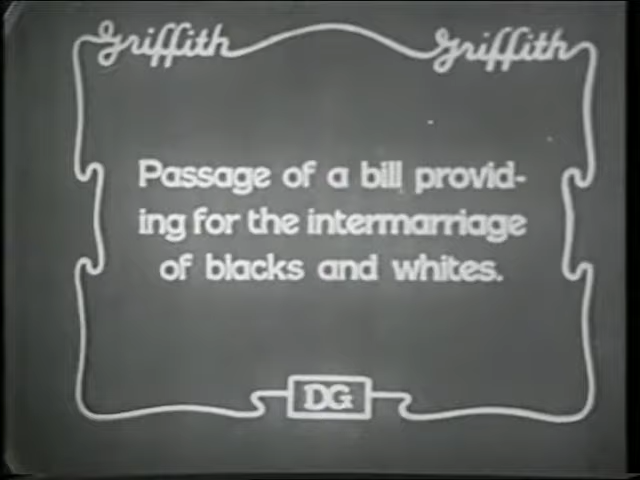 Griffith Griffith
Passage of a bill provid-
ing for the intermarriage
of blacks and whites.
DG